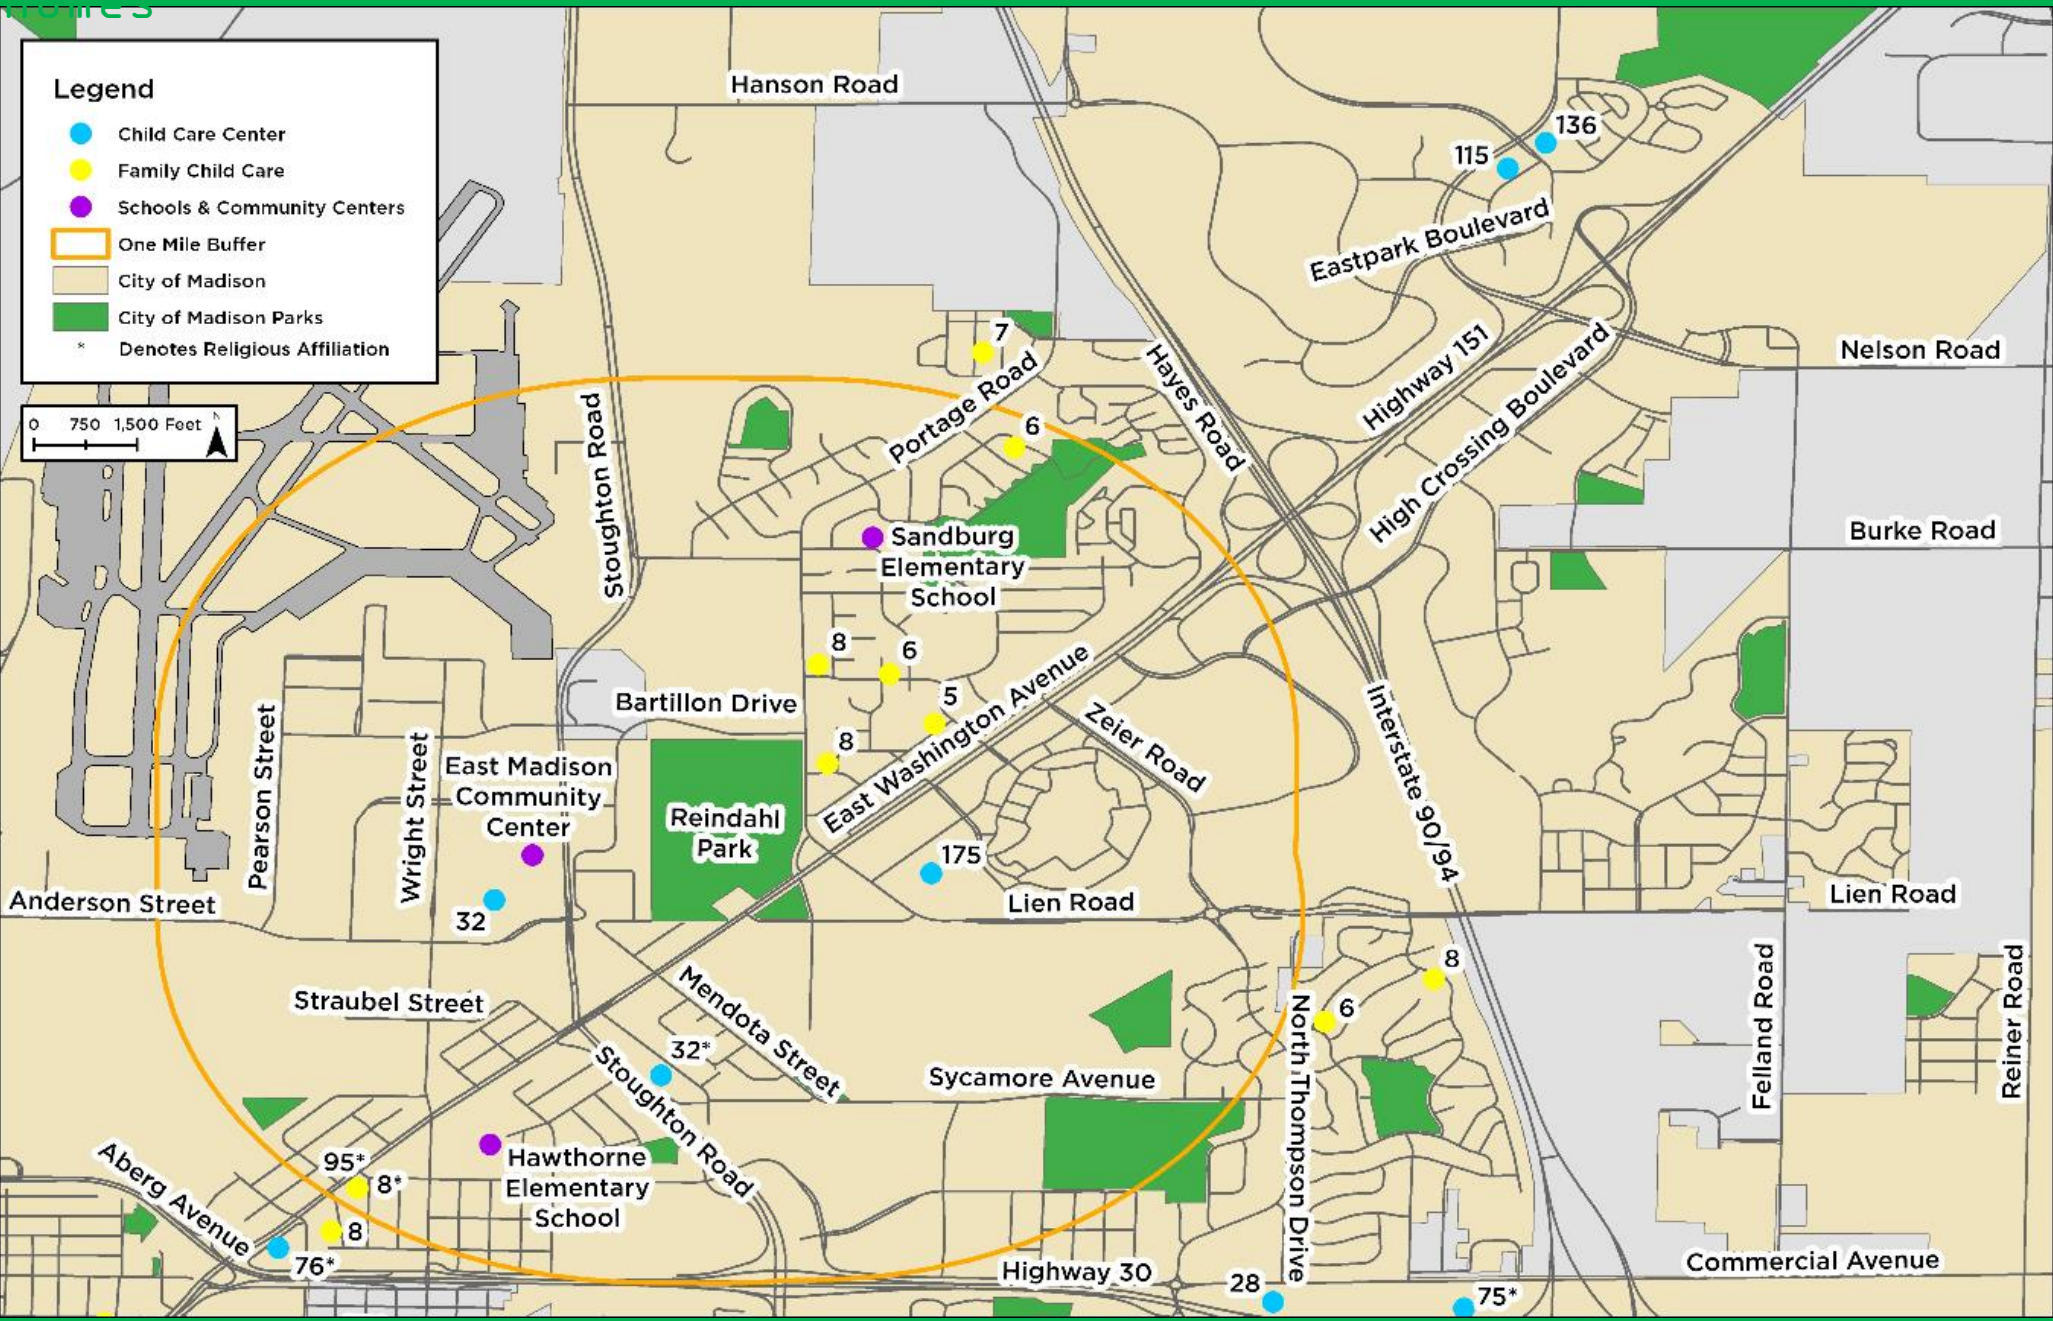 homes
Legend
Child Care Center
Family Child Care
Schools & Community Centers
One Mile Buffer
City of Madison
City of Madison Parks
* Denotes Religious Affiliation
0 750 1,500 Feet
N
Hanson Road
136
115
Eastpark Boulevard
7
Portage Road
Hayes Road
Highway 151
High Crossing Boulevard
Nelson Road
Stoughton Road
6
Sandburg
Elementary
School
Burke Road
8
6
5
8
Bartillon Drive
East Washington Avenue
Zeier Road
Interstate 90/94
Pearson Street
Wright Street
East Madison
Community
Center
Reindahl
Park
175
32
Anderson Street
Lien Road
Lien Road
Straubel Street
Mendota Street
8
6
North Thompson Drive
Felland Road
Reiner Road
32*
Stoughton Road
Sycamore Avenue
Aberg Avenue
95*
8*
8
76*
Hawthorne
Elementary
School
Highway 30
28
75*
Commercial Avenue